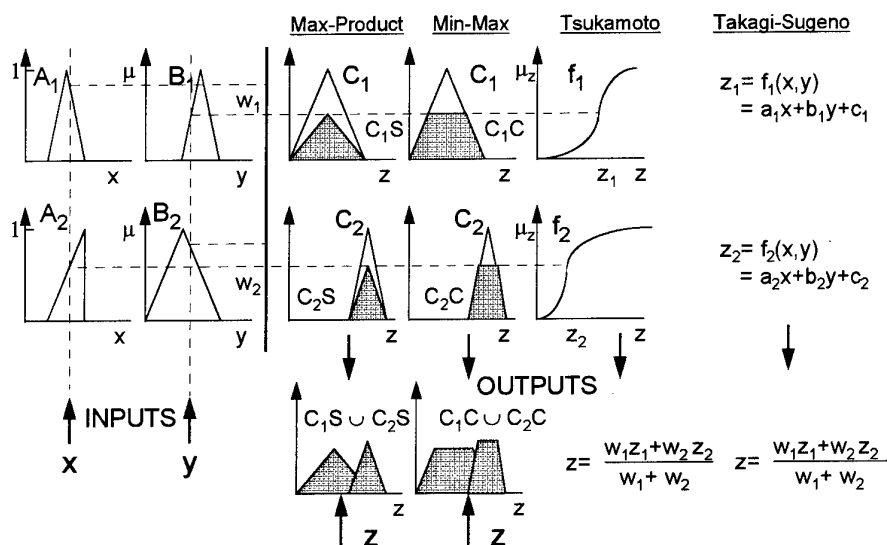 Max-Product Min-Max Tsukamoto Takagi-Sugeno
1 A₁ μ B₁ w₁ C₁ C₁S C₁ C₁C μz f₁ z₁= f₁(x,y)
= a₁x+b₁y+c₁
x y z z z₁ z
A₂ B₂ C₂ C₂ μz f₂
1 μ w₂ C₂S C₂C z₂= f₂(x,y)
= a₂x+b₂y+c₂
x y z z z₂ z
OUTPUTS
INPUTS C₁S ∪ C₂S C₁C ∪ C₂C
x y z z z= w₁z₁+w₂z₂ / w₁+ w₂ z= w₁z₁+w₂z₂ / w₁+ w₂
z z